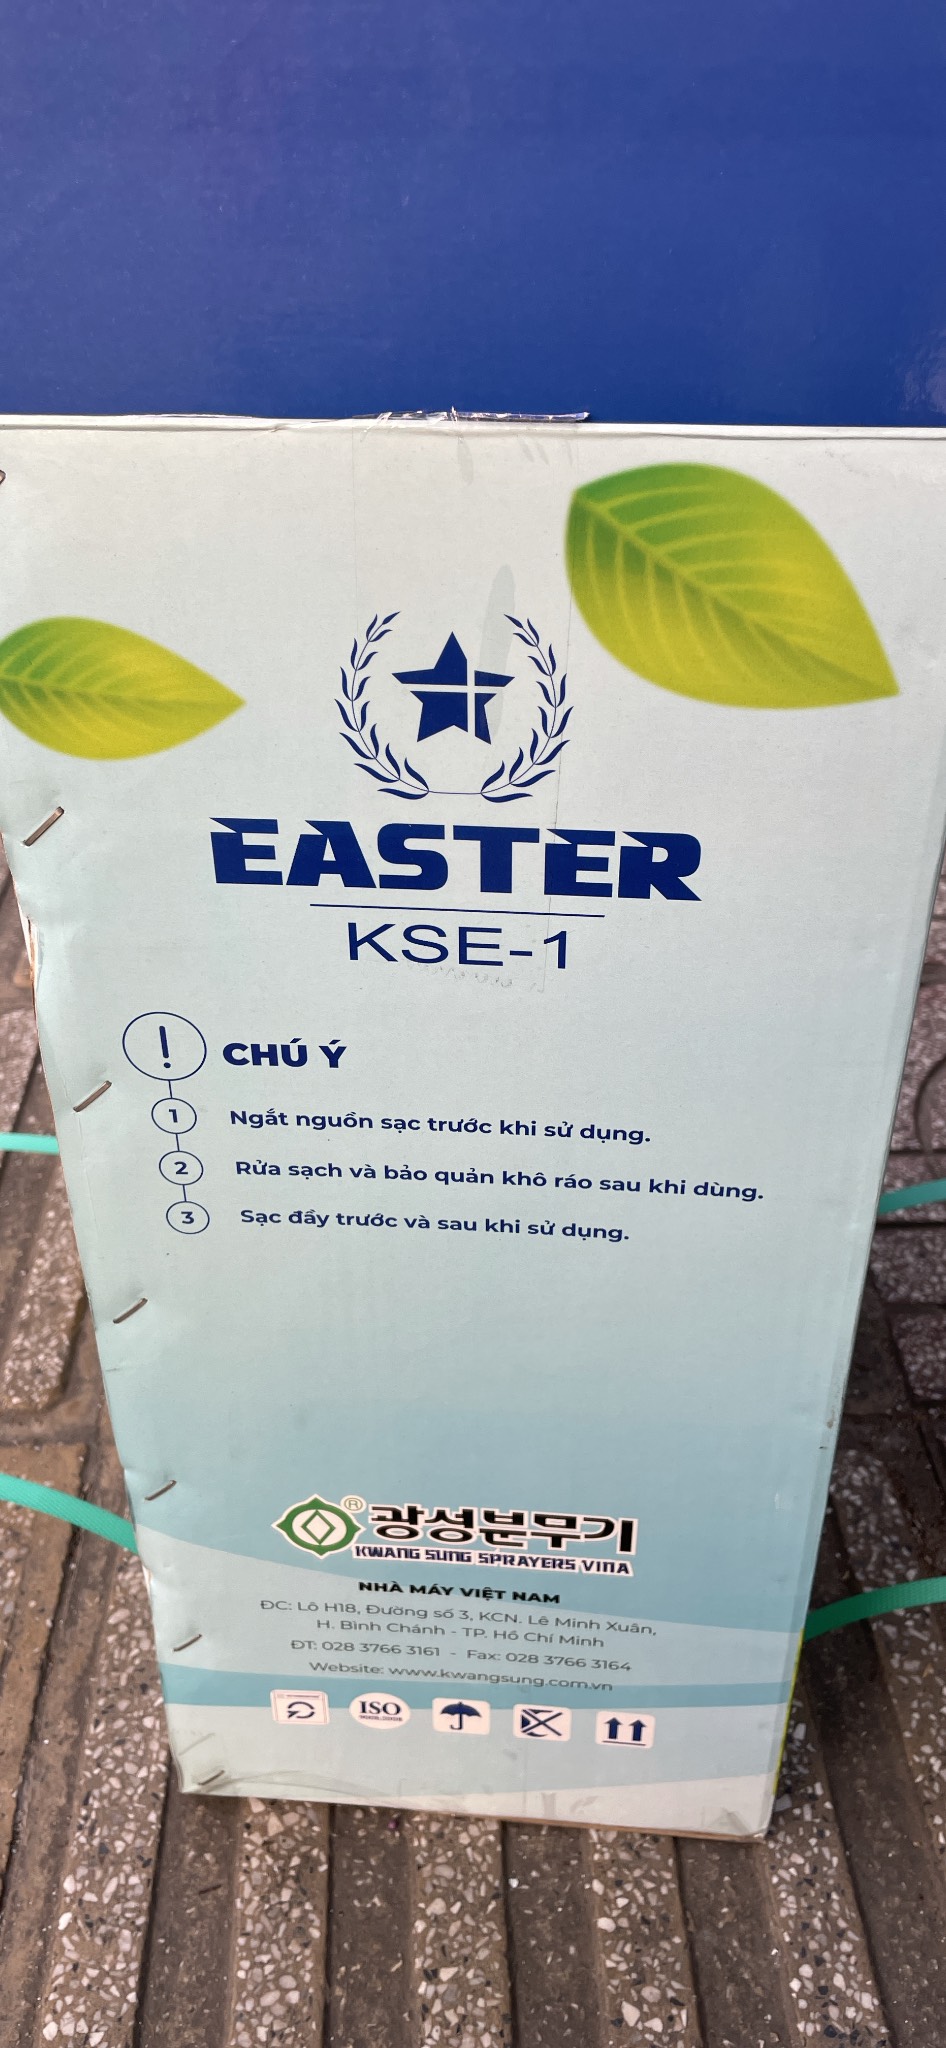 EASTER
KSE-1
! CHÚ Ý
1 Ngắt nguồn sạc trước khi sử dụng.
2 Rửa sạch và bảo quản khô ráo sau khi dùng.
3 Sạc đầy trước và sau khi sử dụng.
® 광성분무기
KWANG SUNG SPRAYERS VINA
NHÀ MÁY VIỆT NAM
ĐC: Lô H18, Đường số 3, KCN. Lê Minh Xuân,
H. Bình Chánh - TP. Hồ Chí Minh
ĐT: 028 3766 3161 - Fax: 028 3766 3164
Website: www.kwangsung.com.vn
ISO